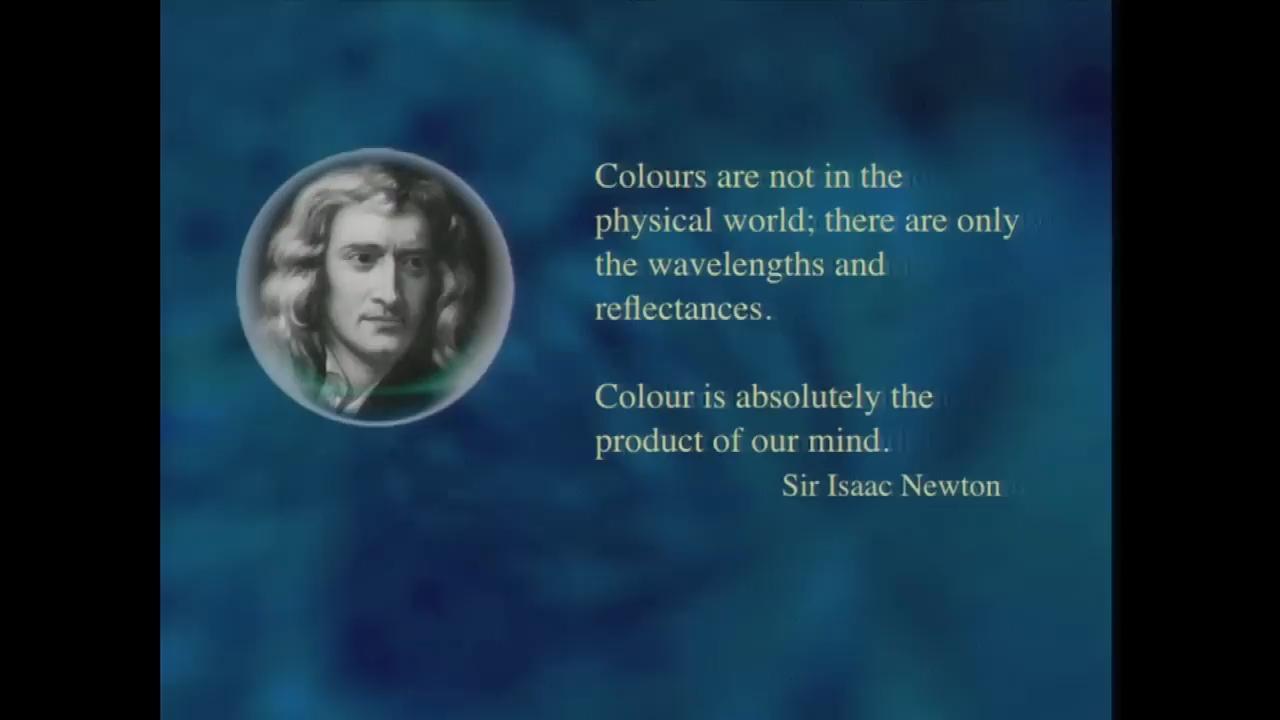 Colours are not in the
physical world; there are only
the wavelengths and
reflectances.
Colour is absolutely the
product of our mind.
Sir Isaac Newton